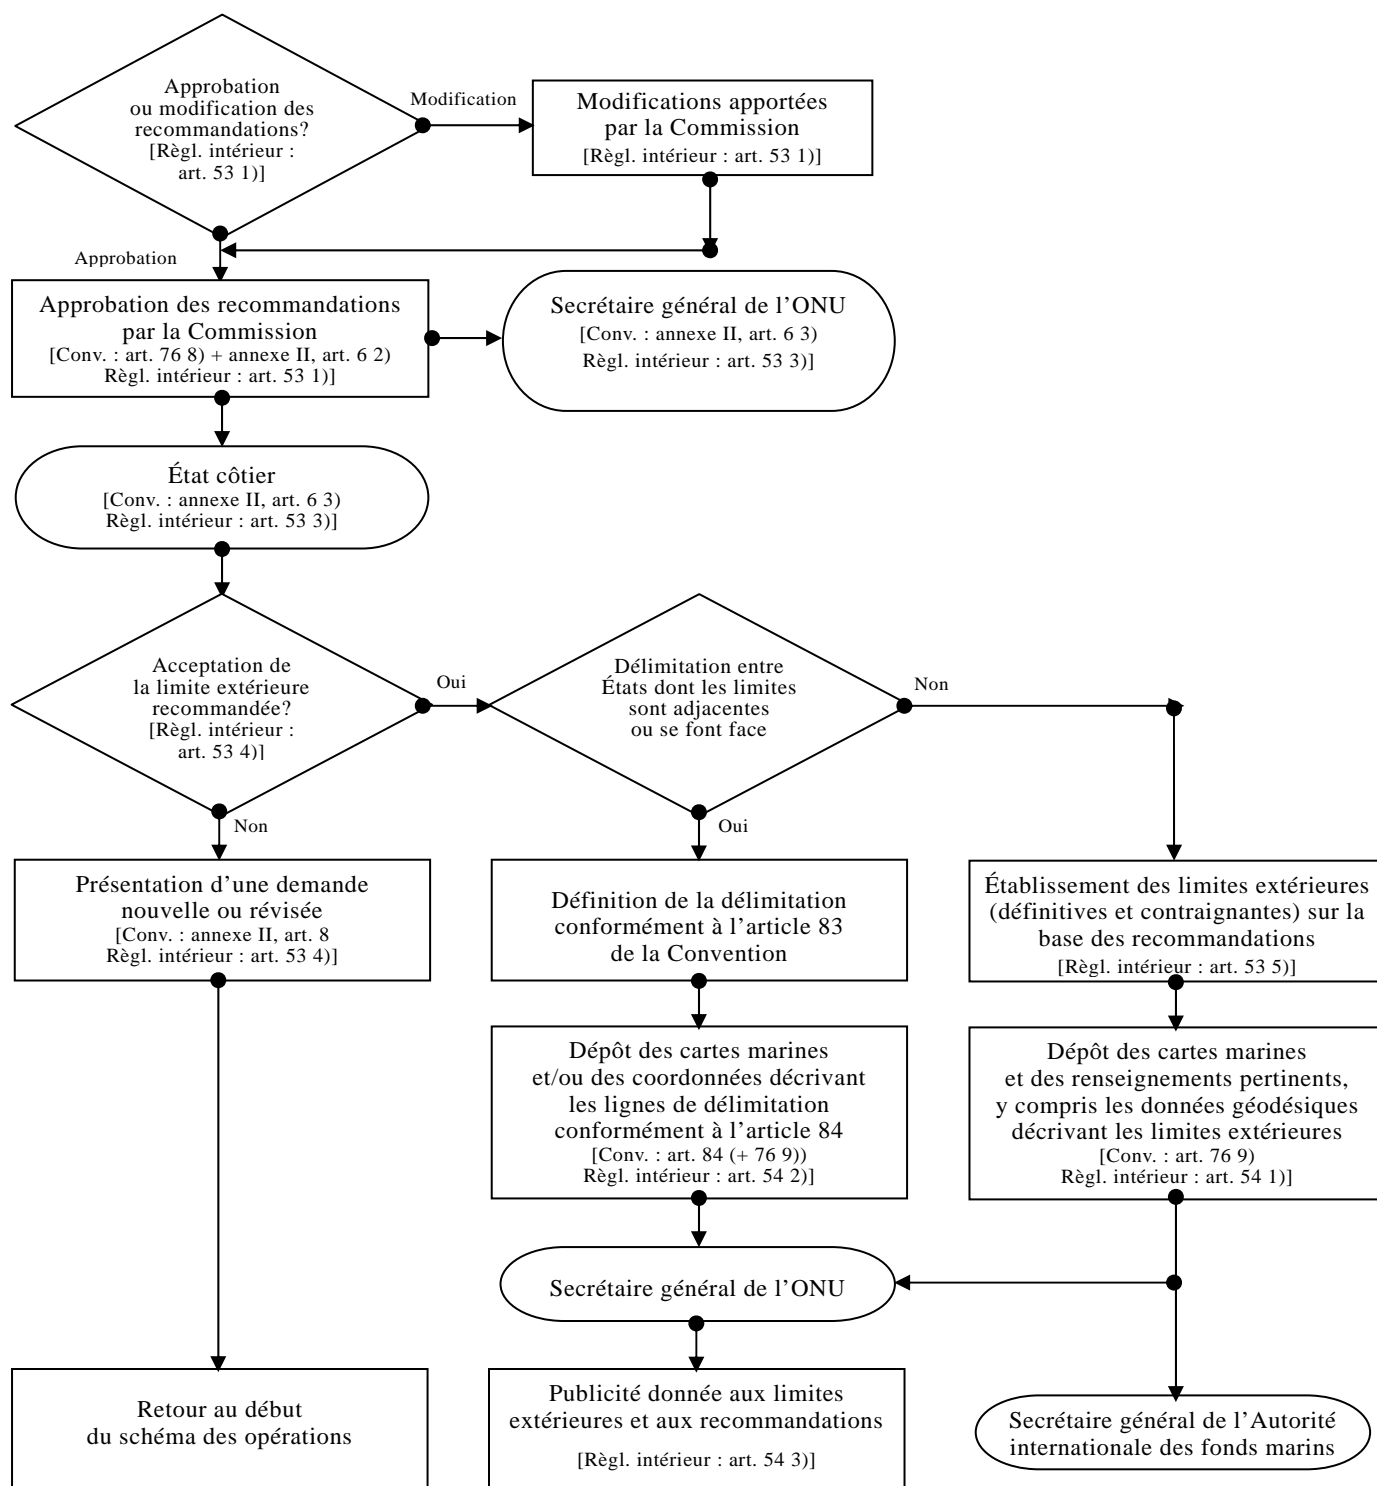 Approbation
ou modification des
recommandations?
[Règl. intérieur :
art. 53 1)]
Modification
Modifications apportées
par la Commission
[Règl. intérieur : art. 53 1)]
Approbation
Approbation des recommandations
par la Commission
[Conv. : art. 76 8) + annexe II, art. 6 2)
Règl. intérieur : art. 53 1)]
Secrétaire général de l’ONU
[Conv. : annexe II, art. 6 3)
Règl. intérieur : art. 53 3)]
État côtier
[Conv. : annexe II, art. 6 3)
Règl. intérieur : art. 53 3)]
Acceptation de
la limite extérieure
recommandée?
[Règl. intérieur :
art. 53 4)]
Oui
Délimitation entre
États dont les limites
sont adjacentes
ou se font face
Non
Non
Oui
Présentation d’une demande
nouvelle ou révisée
[Conv. : annexe II, art. 8
Règl. intérieur : art. 53 4)]
Définition de la délimitation
conformément à l’article 83
de la Convention
Établissement des limites extérieures
(définitives et contraignantes) sur la
base des recommandations
[Règl. intérieur : art. 53 5)]
Dépôt des cartes marines
et/ou des coordonnées décrivant
les lignes de délimitation
conformément à l’article 84
[Conv. : art. 84 (+ 76 9))
Règl. intérieur : art. 54 2)]
Dépôt des cartes marines
et des renseignements pertinents,
y compris les données géodésiques
décrivant les limites extérieures
[Conv. : art. 76 9)
Règl. intérieur : art. 54 1)]
Secrétaire général de l’ONU
Retour au début
du schéma des opérations
Publicité donnée aux limites
extérieures et aux recommandations
[Règl. intérieur : art. 54 3)]
Secrétaire général de l’Autorité
internationale des fonds marins